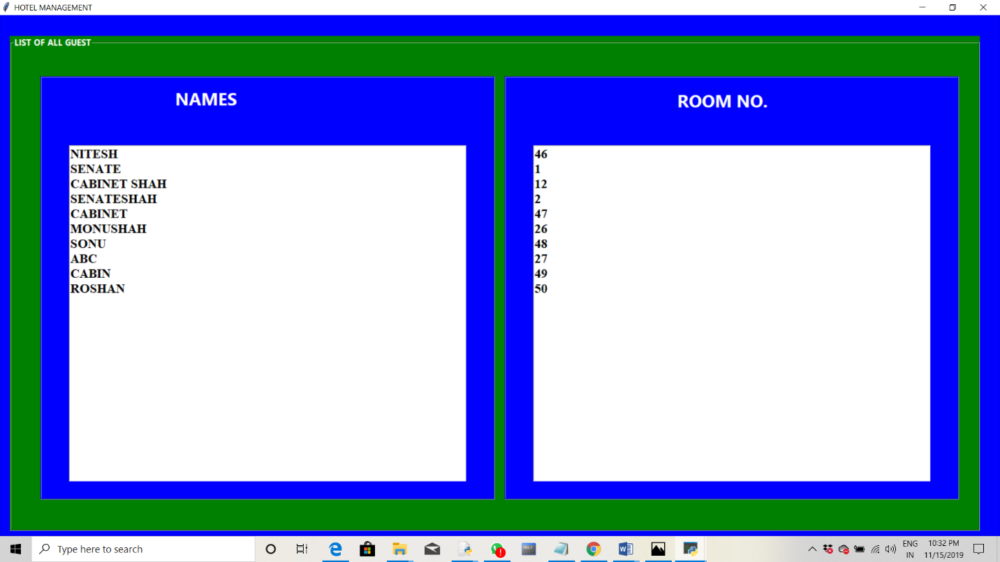 HOTEL MANAGEMENT
LIST OF ALL GUEST
NAMES
NITESH
SENATE
CABINET SHAH
SENATESHAH
CABINET
MONUSHAH
SONU
ABC
CABIN
ROSHAN
ROOM NO.
46
1
12
2
47
26
48
27
49
50
Type here to search
ENG
IN
10:32 PM
11/15/2019